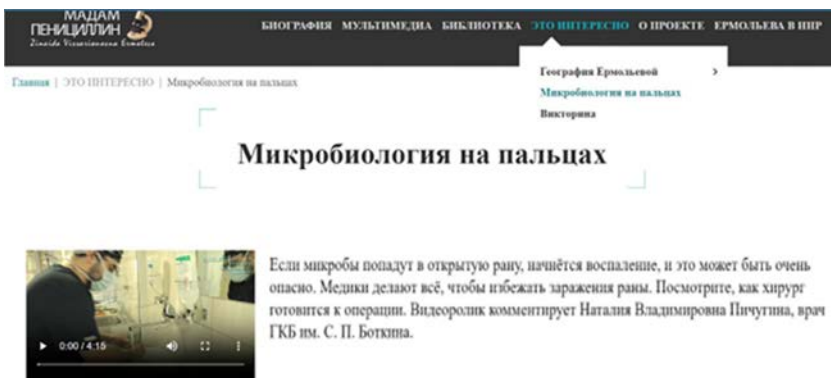 МАДАМ
ПЕНИЦИЛЛИН
Zinaida Vissarionovna Ermoleva
БИОГРАФИЯ МУЛЬТИМЕДИА БИБЛИОТЕКА ЭТО ИНТЕРЕСНО О ПРОЕКТЕ ЕРМОЛЬЕВА В НИР
География Ермольевой >
Микробиология на пальцах
Викторина
Главная | ЭТО ИНТЕРЕСНО | Микробиология на пальцах
Микробиология на пальцах
Если микробы попадут в открытую рану, начнётся воспаление, и это может быть очень
опасно. Медики делают всё, чтобы избежать заражения раны. Посмотрите, как хирург
готовится к операции. Видеоролик комментирует Наталия Владимировна Пичугина, врач
ГКБ им. С. П. Боткина.
0:00 / 4:15